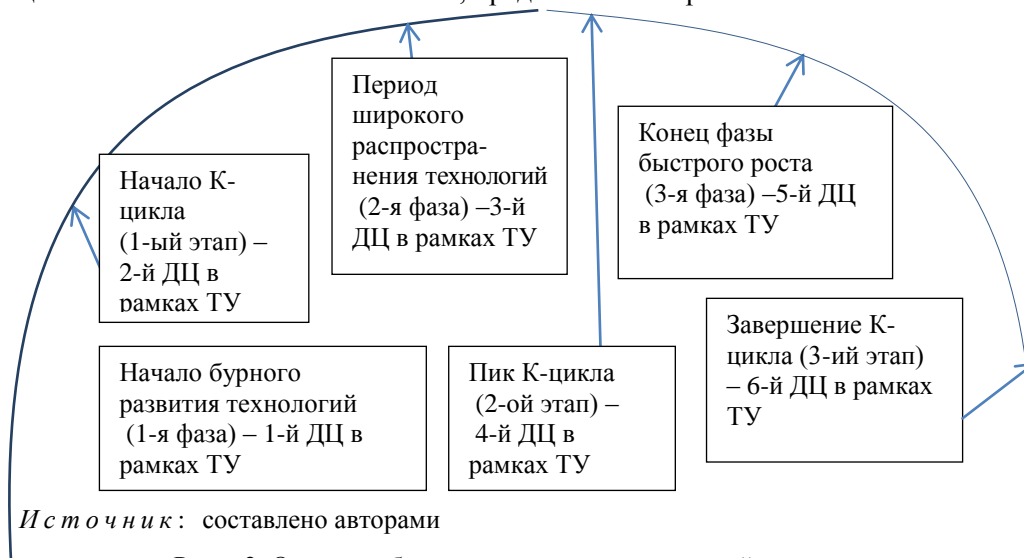 Период
широкого
распростра-
нения технологий
(2-я фаза) –3-й
ДЦ в рамках ТУ
Конец фазы
быстрого роста
(3-я фаза) –5-й ДЦ
в рамках ТУ
Начало К-
цикла
(1-ый этап) –
2-й ДЦ в
рамках ТУ
Начало бурного
развития технологий
(1-я фаза) – 1-й ДЦ в
рамках ТУ
Пик К-цикла
(2-ой этап) –
4-й ДЦ в
рамках ТУ
Завершение К-
цикла (3-ий этап)
– 6-й ДЦ в рамках
ТУ
Источник: составлено авторами